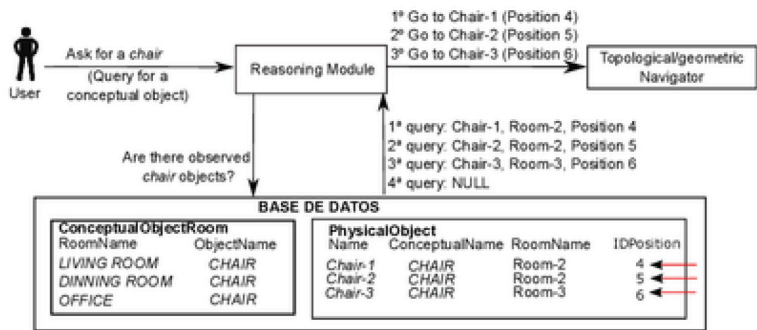 1ª Go to Chair-1 (Position 4)
2ª Go to Chair-2 (Position 5)
3ª Go to Chair-3 (Position 6)
Ask for a chair
(Query for a
conceptual object)
User
Reasoning Module
Topological/geometric
Navigator
Are there observed
chair objects?
1ª query: Chair-1, Room-2, Position 4
2ª query: Chair-2, Room-2, Position 5
3ª query: Chair-3, Room-3, Position 6
4ª query: NULL
BASE DE DATOS
ConceptualObjectRoom
RoomName ObjectName
LIVING ROOM CHAIR
DINNING ROOM CHAIR
OFFICE CHAIR
PhysicalObject
Name ConceptualName RoomName IDPosition
Chair-1 CHAIR Room-2 4
Chair-2 CHAIR Room-2 5
Chair-3 CHAIR Room-3 6